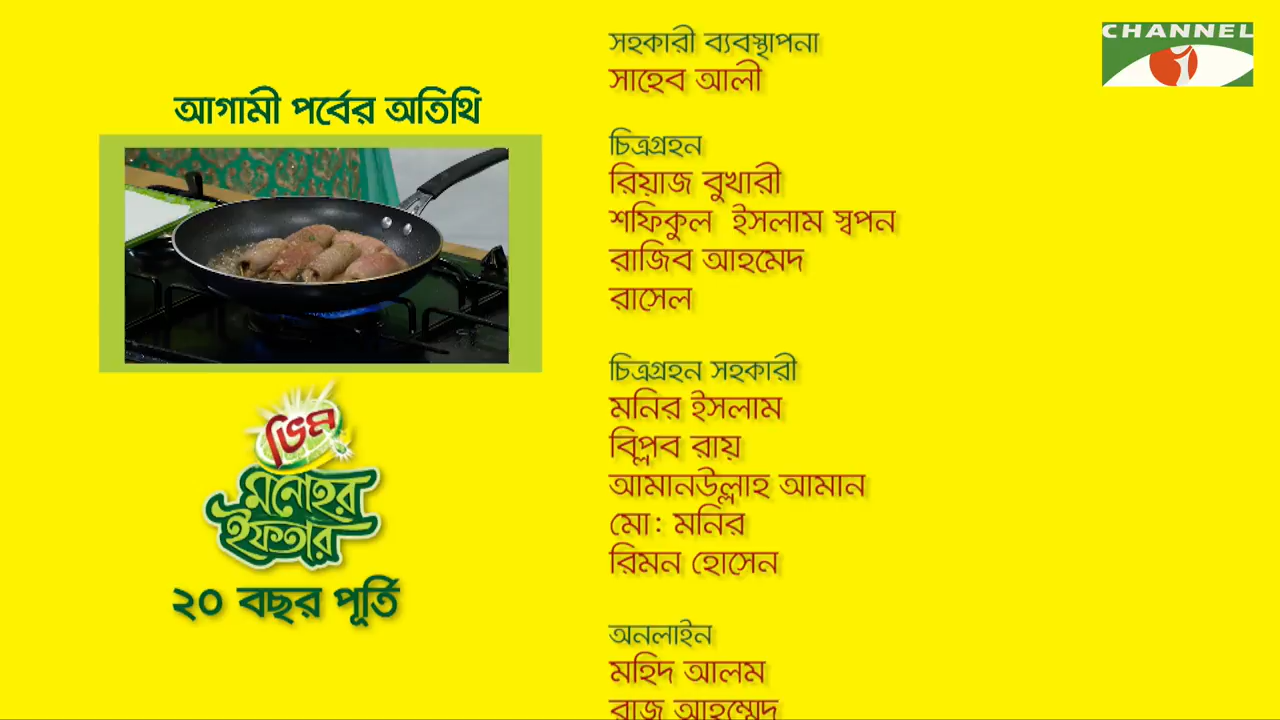 CHANNEL
আগামী পর্বের অতিথি
ভিম
মনোহর
ইফতার
২০ বছর পূর্তি
সহকারী ব্যবস্থাপনা
সাহেব আলী
চিত্রগ্রহন
রিয়াজ বুখারী
শফিকুল ইসলাম স্বপন
রাজিব আহমেদ
রাসেল
চিত্রগ্রহন সহকারী
মনির ইসলাম
বিপ্লব রায়
আমানউল্লাহ আমান
মো: মনির
রিমন হোসেন
অনলাইন
মহিদ আলম
রাজু আহম্মেদ